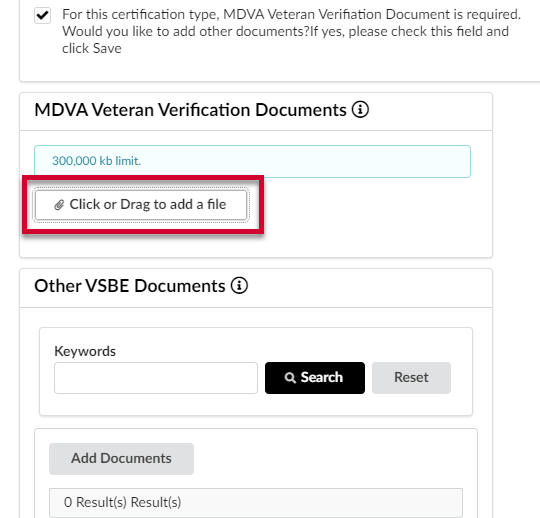 For this certification type, MDVA Veteran Verifiation Document is required.
Would you like to add other documents?If yes, please check this field and
click Save
MDVA Veteran Verification Documents
300,000 kb limit.
Click or Drag to add a file
Other VSBE Documents
Keywords
Search
Reset
Add Documents
0 Result(s) Result(s)